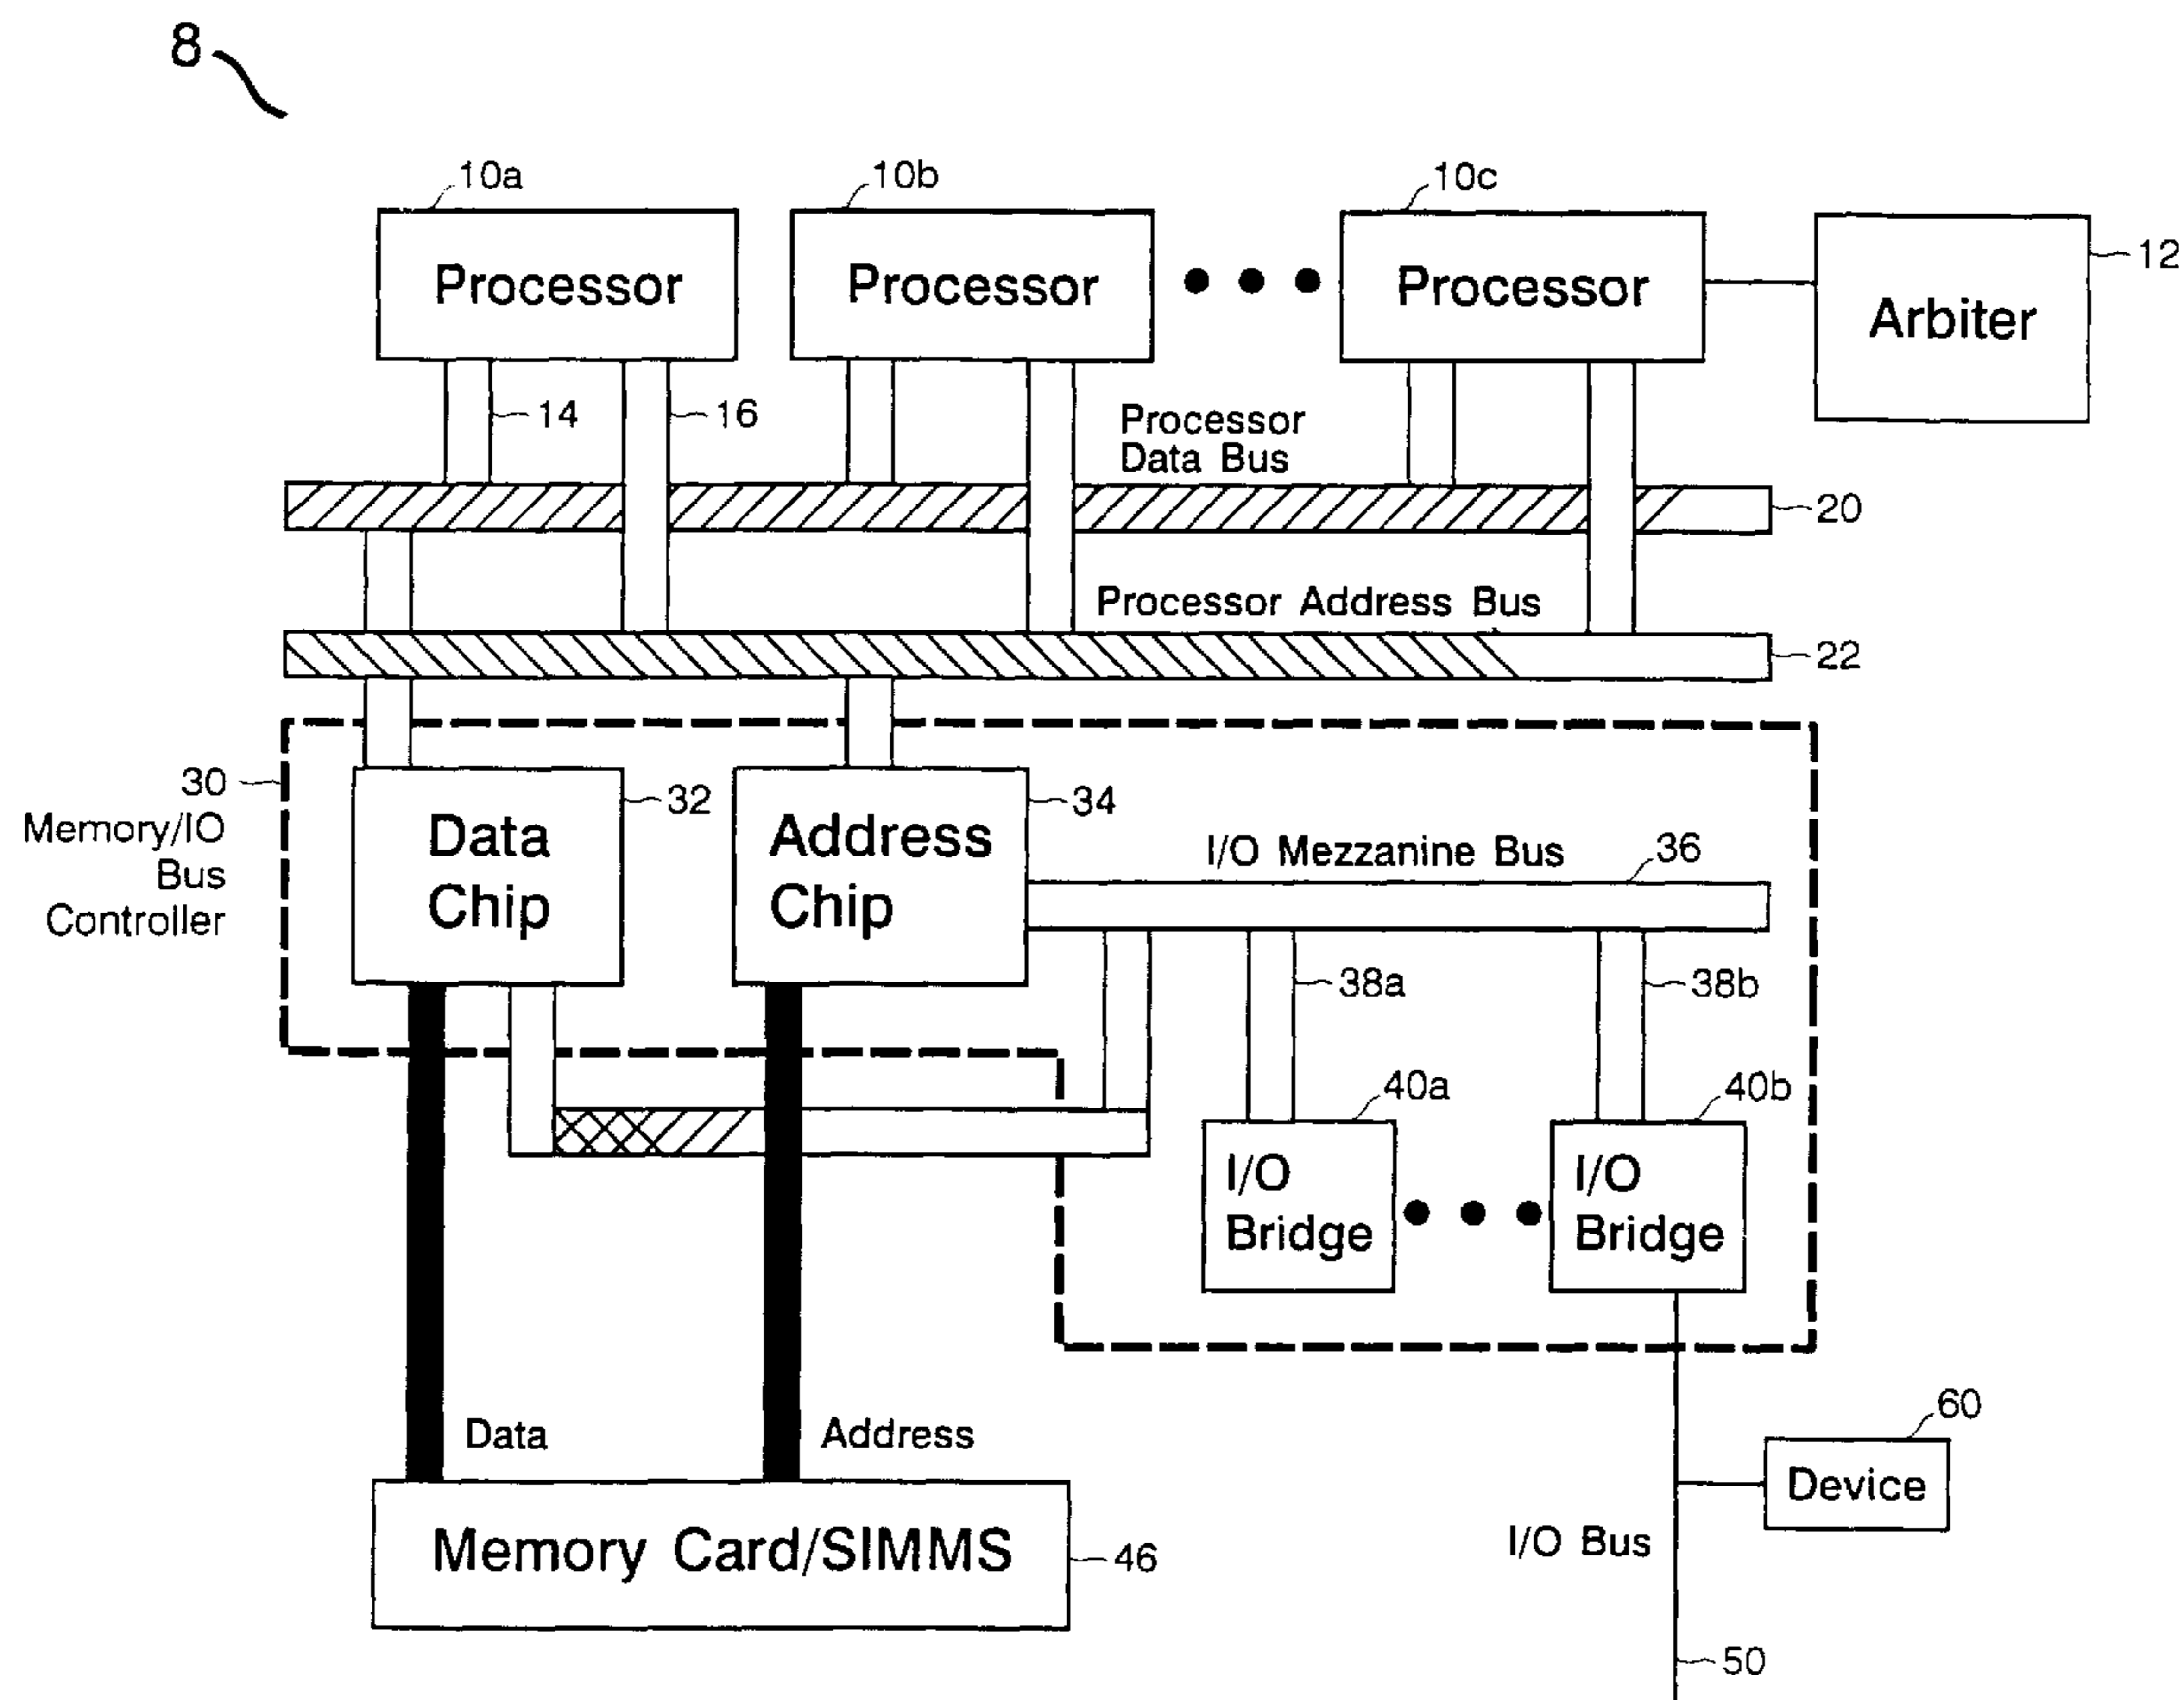 8
10a
10b
10c
Processor
Processor
Processor
Arbiter
12
14
16
Processor
Data Bus
20
Processor Address Bus
22
30
Memory/IO
Bus
Controller
Data
Chip
32
Address
Chip
34
I/O Mezzanine Bus
36
38a
38b
40a
40b
I/O
Bridge
I/O
Bridge
Data
Address
60
Device
Memory Card/SIMMS
46
I/O Bus
50